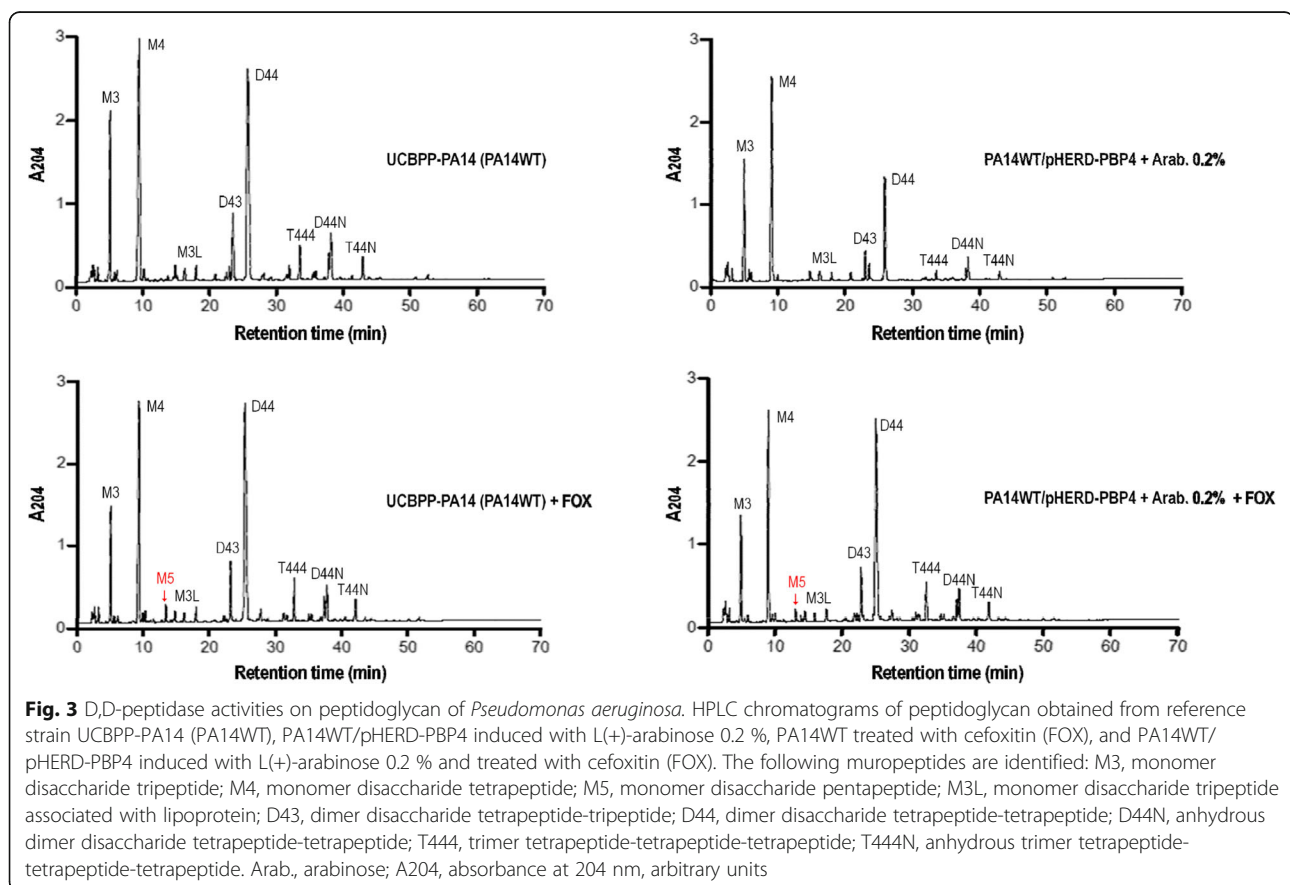 3
2
1
0
A204
M3
M4
M3L
D43
D44
T444
D44N
T44N
UCBPP-PA14 (PA14WT)
0 10 20 30 40 50 60 70
Retention time (min)
3
2
1
0
A204
M3
M4
M3L
D43
D44
T444
D44N
T44N
PA14WT/pHERD-PBP4 + Arab. 0.2%
0 10 20 30 40 50 60 70
Retention time (min)
3
2
1
0
A204
M3
M4
M5
M3L
D43
D44
T444
D44N
T44N
UCBPP-PA14 (PA14WT) + FOX
0 10 20 30 40 50 60 70
Retention time (min)
3
2
1
0
A204
M3
M4
M5
M3L
D43
D44
T444
D44N
T44N
PA14WT/pHERD-PBP4 + Arab. 0.2% + FOX
0 10 20 30 40 50 60 70
Retention time (min)
Fig. 3 D,D-peptidase activities on peptidoglycan of Pseudomonas aeruginosa. HPLC chromatograms of peptidoglycan obtained from reference
strain UCBPP-PA14 (PA14WT), PA14WT/pHERD-PBP4 induced with L(+)-arabinose 0.2 %, PA14WT treated with cefoxitin (FOX), and PA14WT/
pHERD-PBP4 induced with L(+)-arabinose 0.2 % and treated with cefoxitin (FOX). The following muropeptides are identified: M3, monomer
disaccharide tripeptide; M4, monomer disaccharide tetrapeptide; M5, monomer disaccharide pentapeptide; M3L, monomer disaccharide tripeptide
associated with lipoprotein; D43, dimer disaccharide tetrapeptide-tripeptide; D44, dimer disaccharide tetrapeptide-tetrapeptide; D44N, anhydrous
dimer disaccharide tetrapeptide-tetrapeptide; T444, trimer tetrapeptide-tetrapeptide-tetrapeptide; T444N, anhydrous trimer tetrapeptide-
tetrapeptide-tetrapeptide. Arab., arabinose; A204, absorbance at 204 nm, arbitrary units